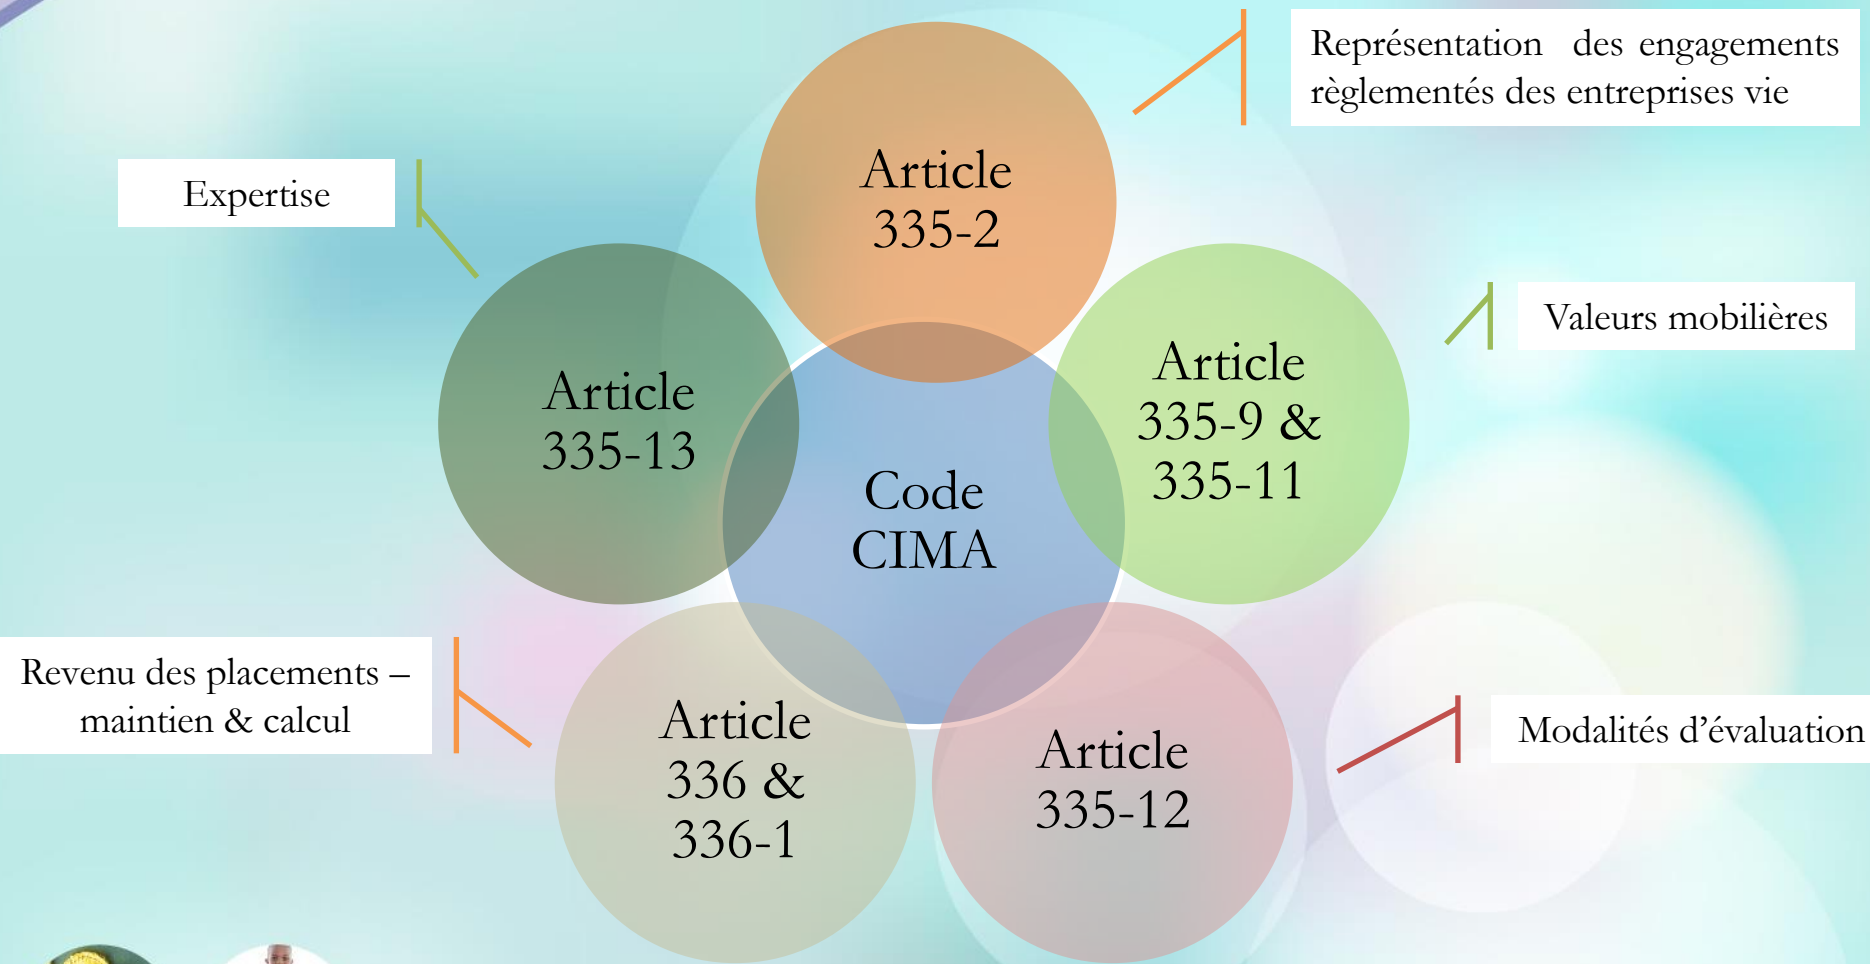 Représentation des engagements
règlementés des entreprises vie
Article
335-2
Expertise
Valeurs mobilières
Article
335-9 &
335-11
Article
335-13
Code
CIMA
Revenu des placements –
maintien & calcul
Article
336 &
336-1
Article
335-12
Modalités d’évaluation